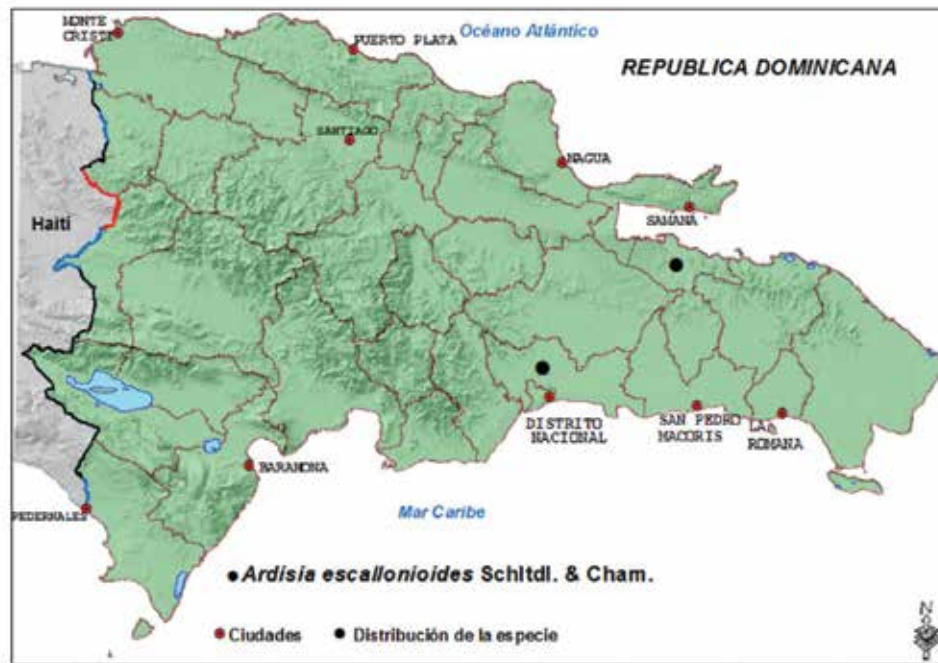 MONTE
CRISTI
PUERTO PLATA
Océano Atlántico
REPUBLICA DOMINICANA
SANTIAGO
NAGUA
Haití
SAMANA
DISTRITO
NACIONAL
SAN PEDRO
MACORIS
LA
ROMANA
BARAHONA
PEDERNALES
Mar Caribe
Ardisia escallonioides Schltdl. & Cham.
Ciudades
Distribución de la especie
N